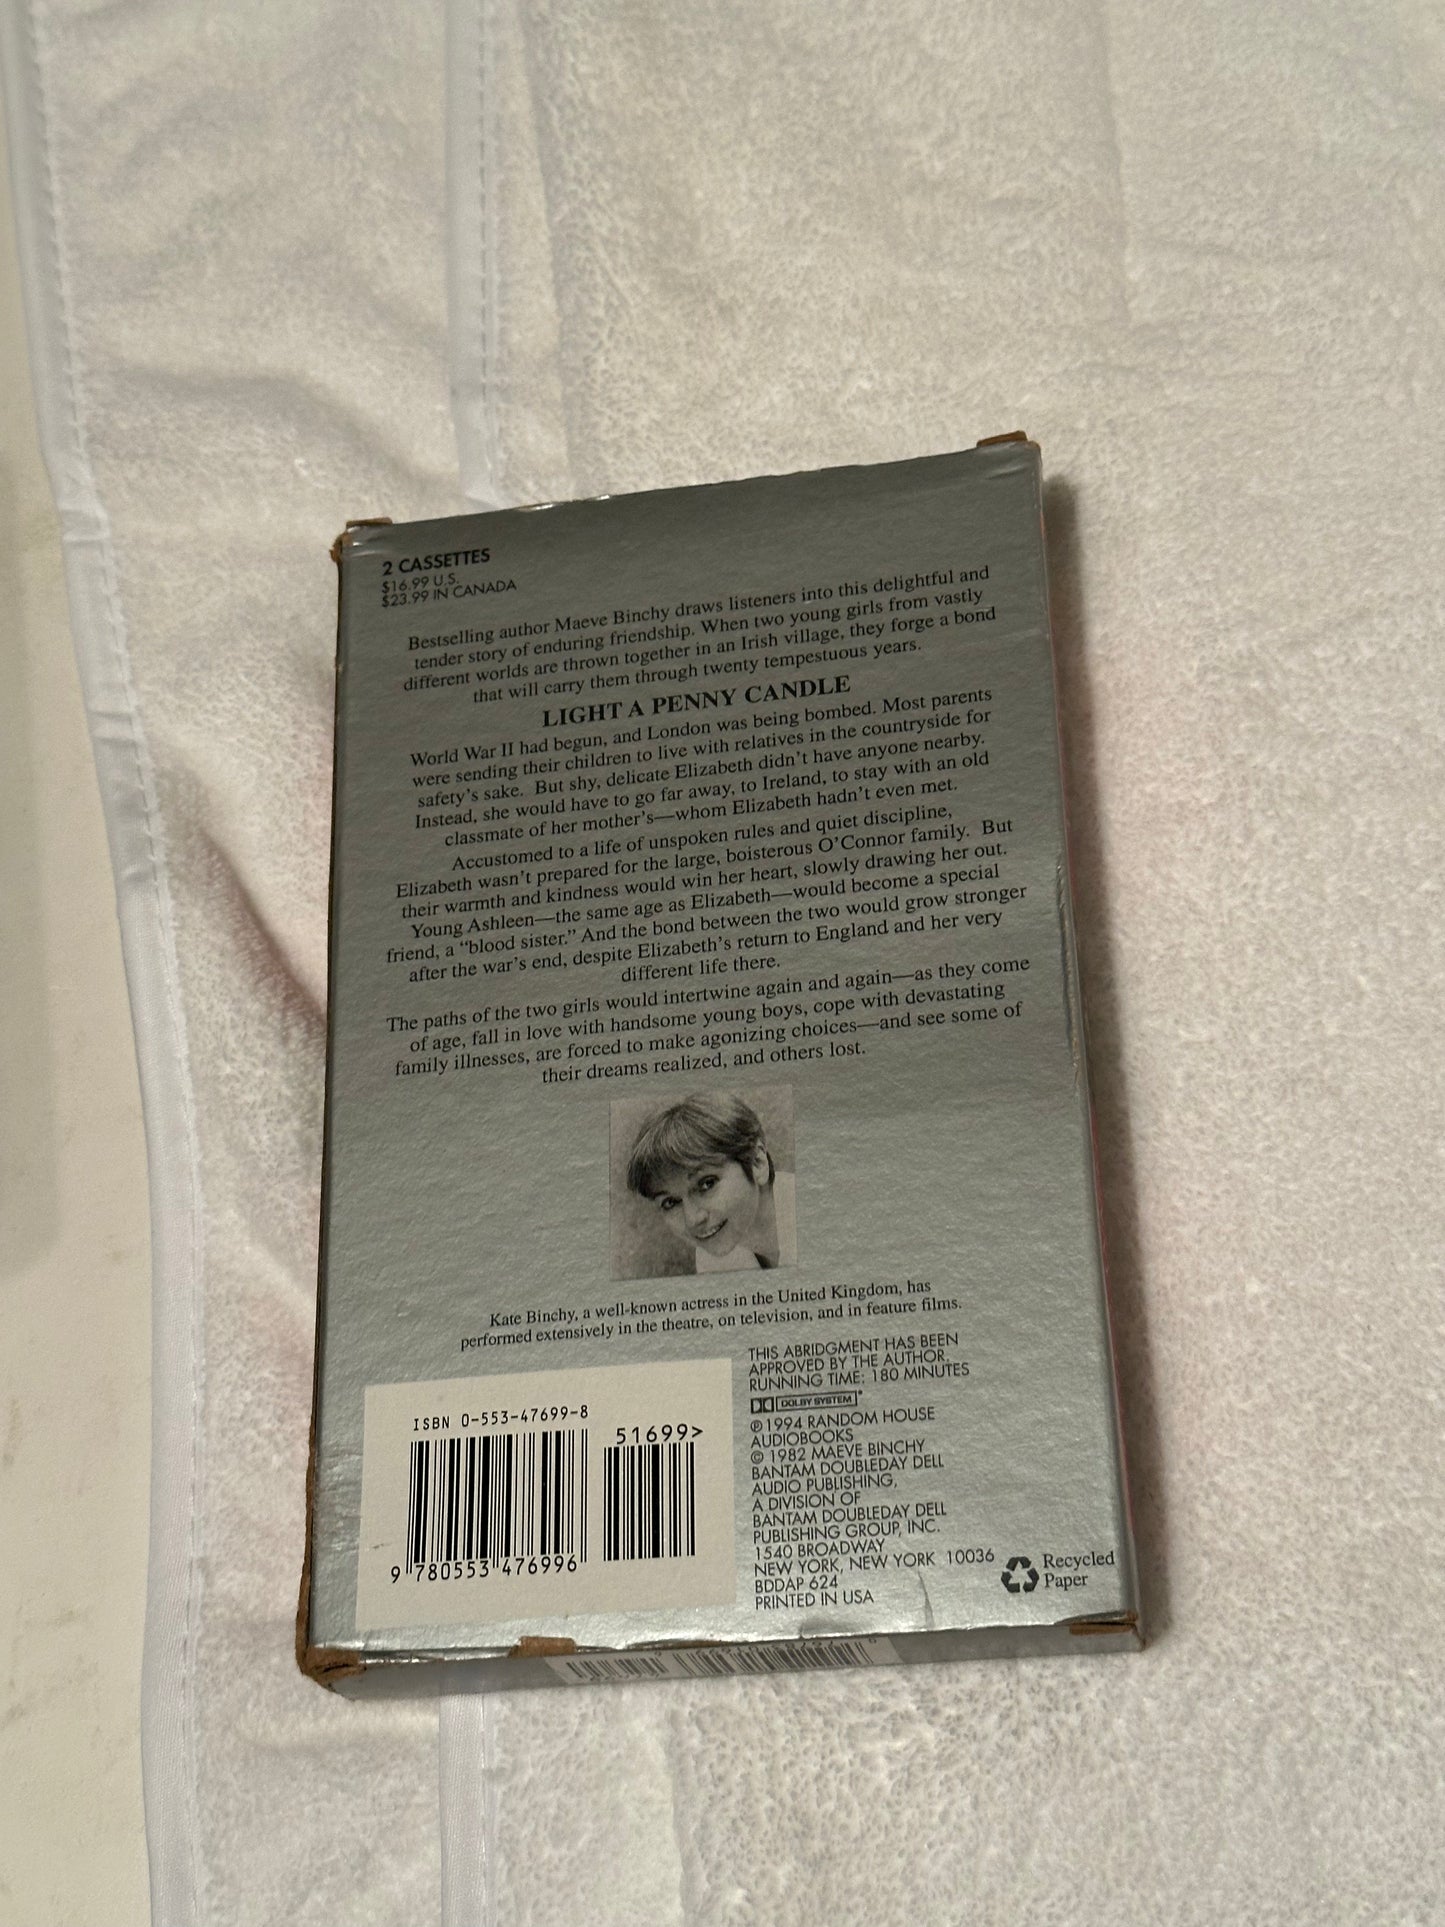 2 CASSETTES
$16.99 U.S.
$23.99 IN CANADA
Bestselling author Maeve Binchy draws listeners into this delightful and
tender story of enduring friendship. When two young girls from vastly
different worlds are thrown together in an Irish village, they forge a bond
that will carry them through twenty tempestuous years.
LIGHT A PENNY CANDLE
World War II had begun, and London was being bombed. Most parents
were sending their children to live with relatives in the countryside for
safety's sake. But shy, delicate Elizabeth didn't have anyone nearby.
Instead, she would have to go far away, to Ireland, to stay with an old
classmate of her mother's—whom Elizabeth hadn't even met.
Accustomed to a life of unspoken rules and quiet discipline,
Elizabeth wasn't prepared for the large, boisterous O'Connor family. But
their warmth and kindness would win her heart, slowly drawing her out.
Young Ashleen—the same age as Elizabeth—would become a special
friend, a "blood sister." And the bond between the two would grow stronger
after the war's end, despite Elizabeth's return to England and her very
different life there.
The paths of the two girls would intertwine again and again—as they come
of age, fall in love with handsome young boys, cope with devastating
family illnesses, are forced to make agonizing choices—and see some of
their dreams realized, and others lost.
Kate Binchy, a well-known actress in the United Kingdom, has
performed extensively in the theatre, on television, and in feature films.
ISBN 0-553-47699-8
51699>
9 780553 476996
THIS ABRIDGMENT HAS BEEN
APPROVED BY THE AUTHOR.
RUNNING TIME: 180 MINUTES
DOLBY SYSTEM®
℗ 1994 RANDOM HOUSE
AUDIOBOOKS
© 1982 MAEVE BINCHY
BANTAM DOUBLEDAY DELL
AUDIO PUBLISHING,
A DIVISION OF
BANTAM DOUBLEDAY DELL
PUBLISHING GROUP, INC.
1540 BROADWAY
NEW YORK, NEW YORK 10036
BDDAP 624
PRINTED IN USA
Recycled
Paper